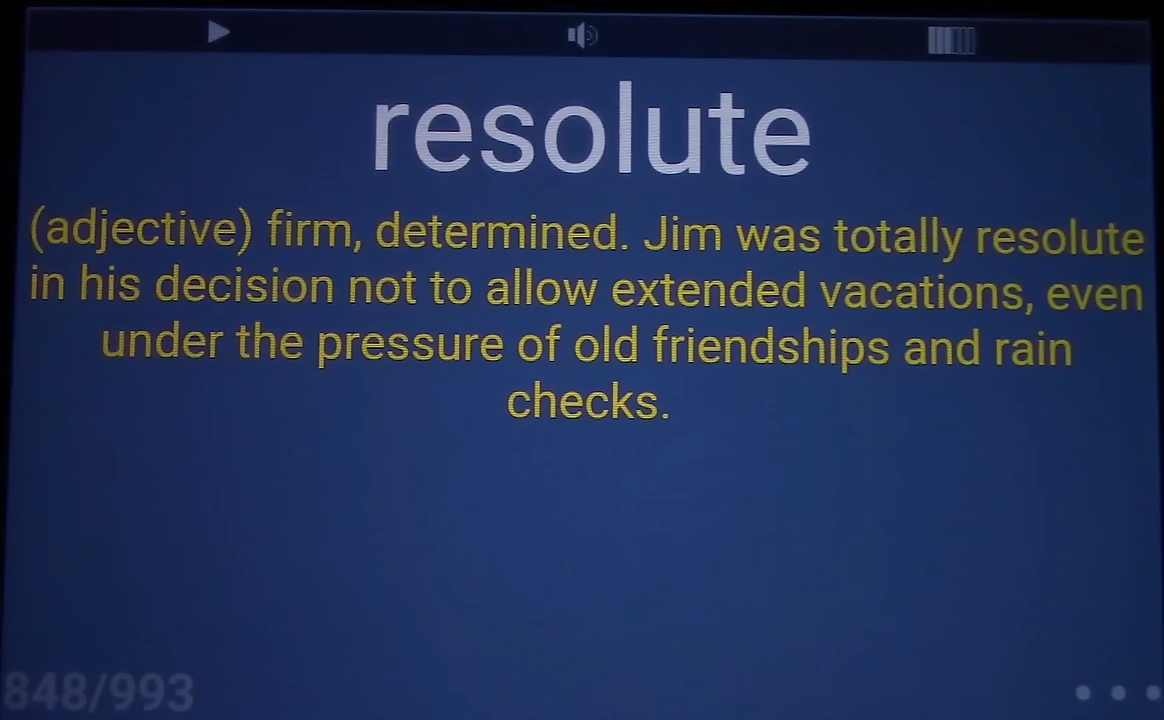 resolute
(adjective) firm, determined. Jim was totally resolute
in his decision not to allow extended vacations, even
under the pressure of old friendships and rain
checks.
848/993